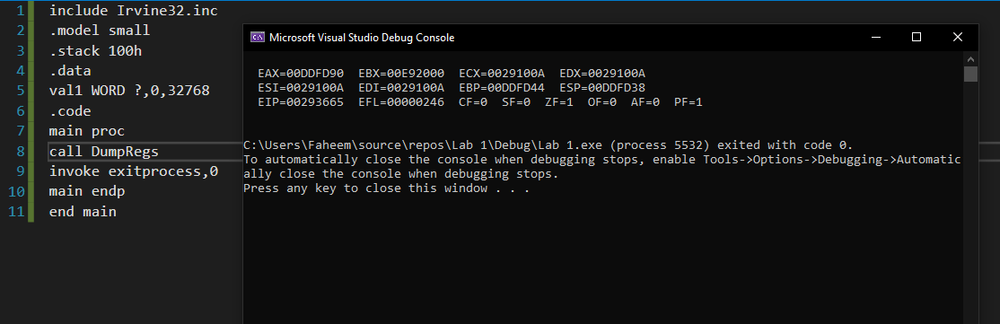 1 include Irvine32.inc
2 .model small
3 .stack 100h
4 .data
5 val1 WORD ?,0,32768
6 .code
7 main proc
8 call DumpRegs
9 invoke exitprocess,0
10 main endp
11 end main
C:\ Microsoft Visual Studio Debug Console
EAX=00DDFD90 EBX=00E92000 ECX=0029100A EDX=0029100A
ESI=0029100A EDI=0029100A EBP=00DDFD44 ESP=00DDFD38
EIP=00293665 EFL=00000246 CF=0 SF=0 ZF=1 OF=0 AF=0 PF=1
C:\Users\Faheem\source\repos\Lab 1\Debug\Lab 1.exe (process 5532) exited with code 0.
To automatically close the console when debugging stops, enable Tools->Options->Debugging->Automatic
ally close the console when debugging stops.
Press any key to close this window . . .